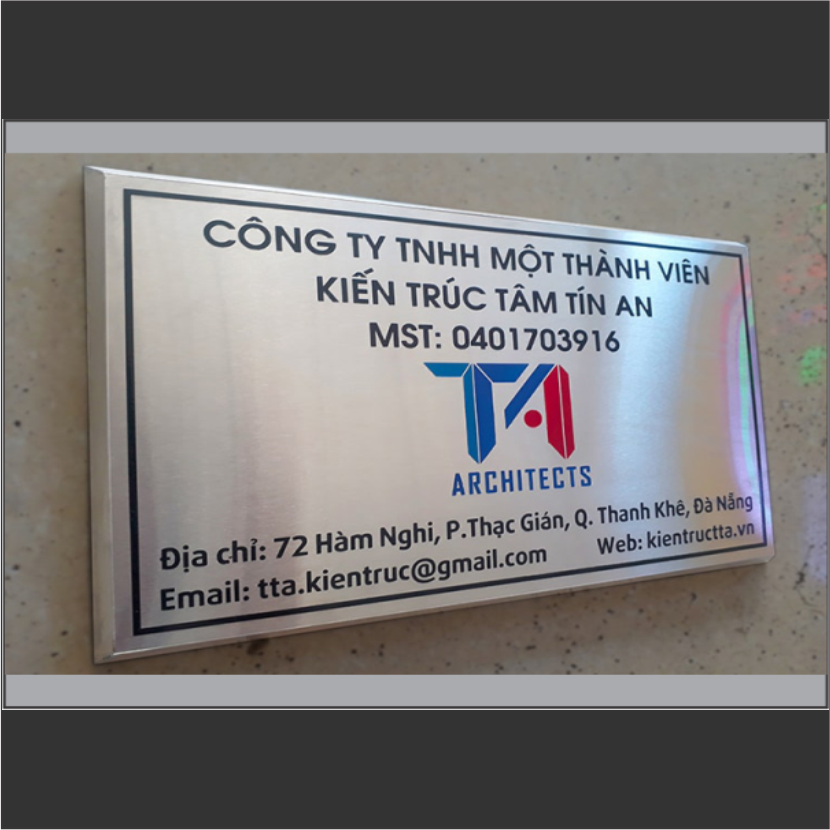 CÔNG TY TNHH MỘT THÀNH VIÊN
KIẾN TRÚC TÂM TÍN AN
MST: 0401703916
TTA
ARCHITECTS
Địa chỉ: 72 Hàm Nghi, P.Thạc Gián, Q. Thanh Khê, Đà Nẵng
Email: tta.kientruc@gmail.com Web: kientructta.vn